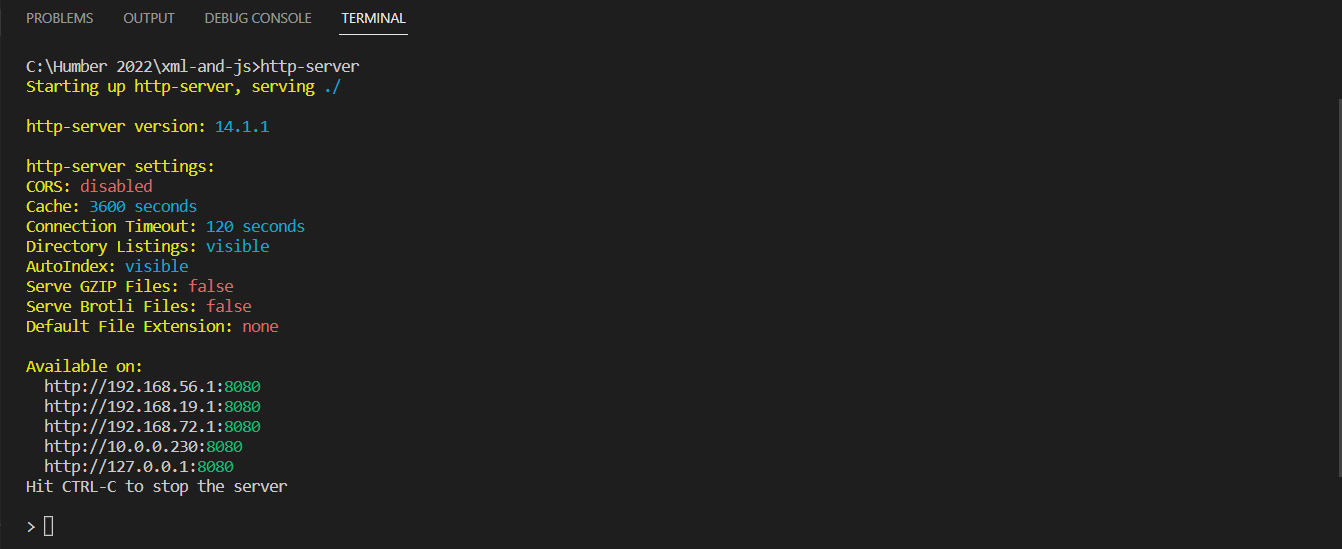 PROBLEMS OUTPUT DEBUG CONSOLE TERMINAL
C:\Humber 2022\xml-and-js>http-server
Starting up http-server, serving ./
http-server version: 14.1.1
http-server settings:
CORS: disabled
Cache: 3600 seconds
Connection Timeout: 120 seconds
Directory Listings: visible
AutoIndex: visible
Serve GZIP Files: false
Serve Brotli Files: false
Default File Extension: none
Available on:
http://192.168.56.1:8080
http://192.168.19.1:8080
http://192.168.72.1:8080
http://10.0.0.230:8080
http://127.0.0.1:8080
Hit CTRL-C to stop the server
>